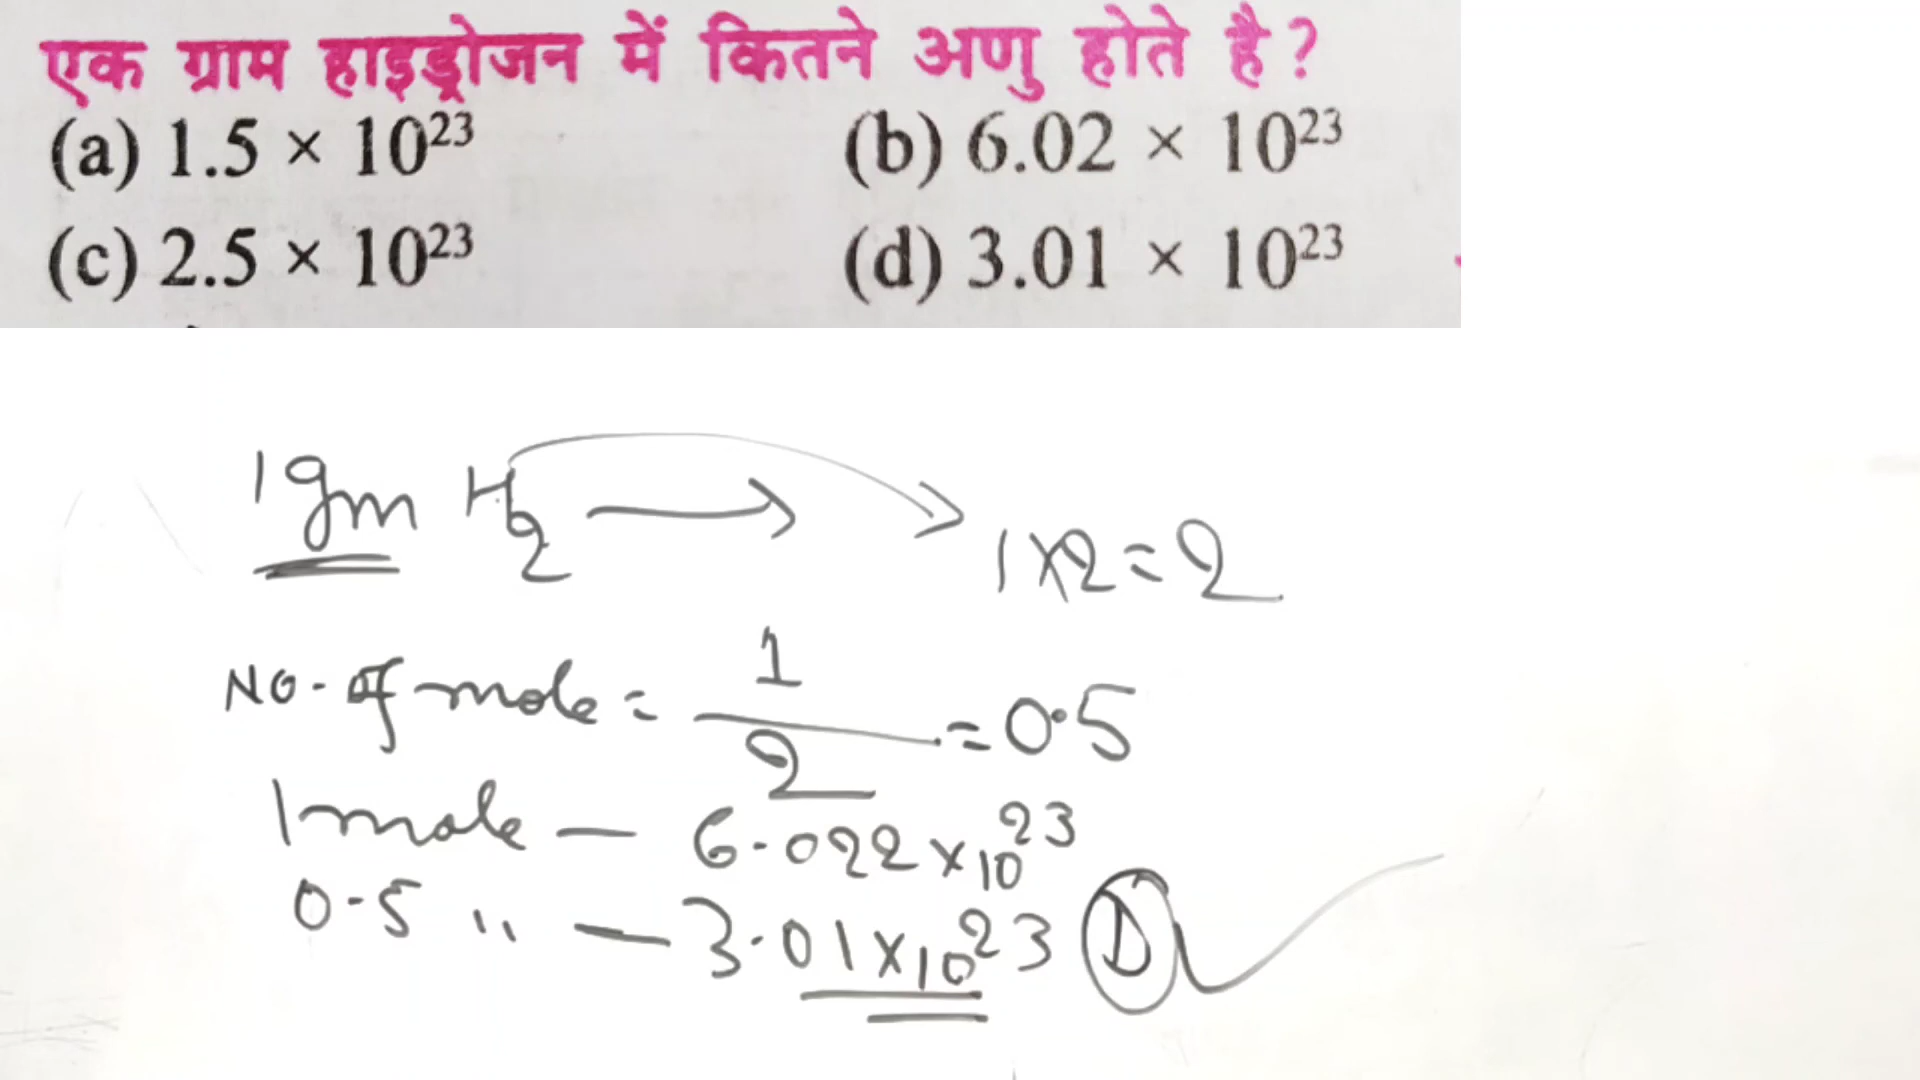 एक ग्राम हाइड्रोजन में कितने अणु होते है ?
(a) 1.5 × 10²³ (b) 6.02 × 10²³
(c) 2.5 × 10²³ (d) 3.01 × 10²³
1 gm H₂ → 1×2=2
No. of mole = 1/2 = 0.5
1 mole — 6.022×10²³
0.5 " — 3.01×10²³ D